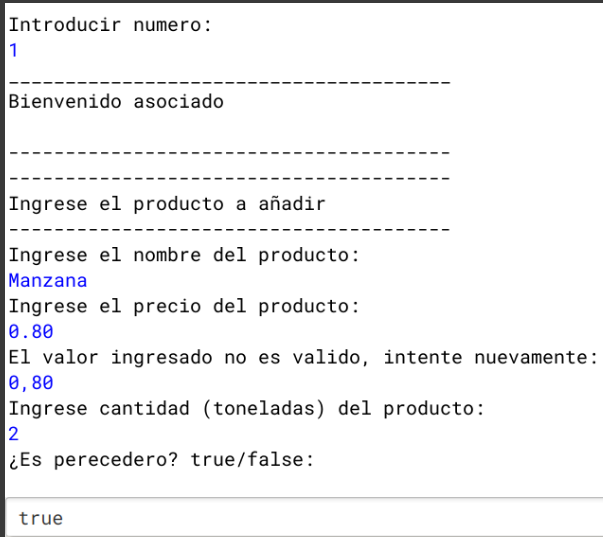 Introducir numero:
1
---------------------------------------
Bienvenido asociado
---------------------------------------
---------------------------------------
Ingrese el producto a añadir
---------------------------------------
Ingrese el nombre del producto:
Manzana
Ingrese el precio del producto:
0.80
El valor ingresado no es valido, intente nuevamente:
0,80
Ingrese cantidad (toneladas) del producto:
2
¿Es perecedero? true/false:
true